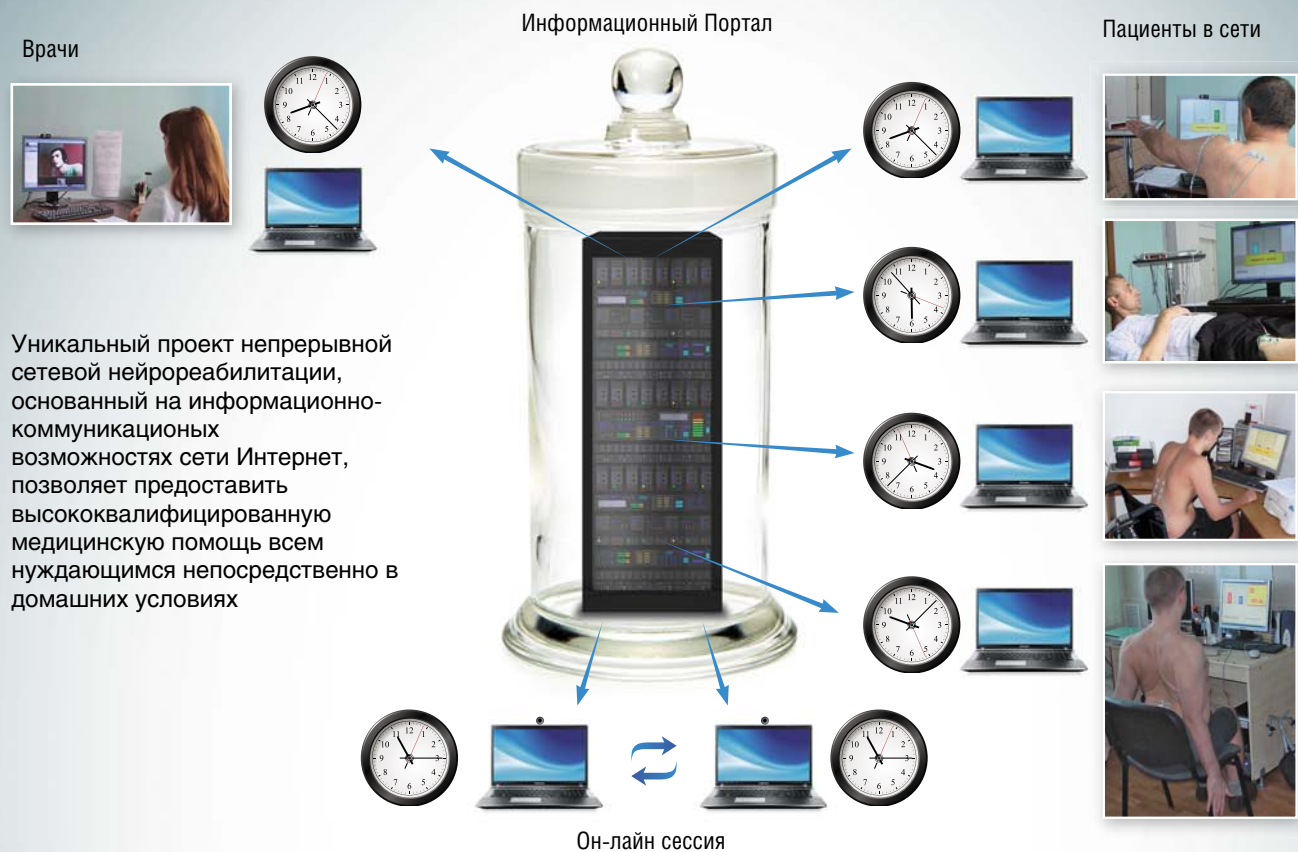 Информационный Портал
Врачи
Пациенты в сети
Уникальный проект непрерывной
сетевой нейрореабилитации,
основанный на информационно-
коммуникационых
возможностях сети Интернет,
позволяет предоставить
высококвалифицированную
медицинскую помощь всем
нуждающимся непосредственно в
домашних условиях
Он-лайн сессия